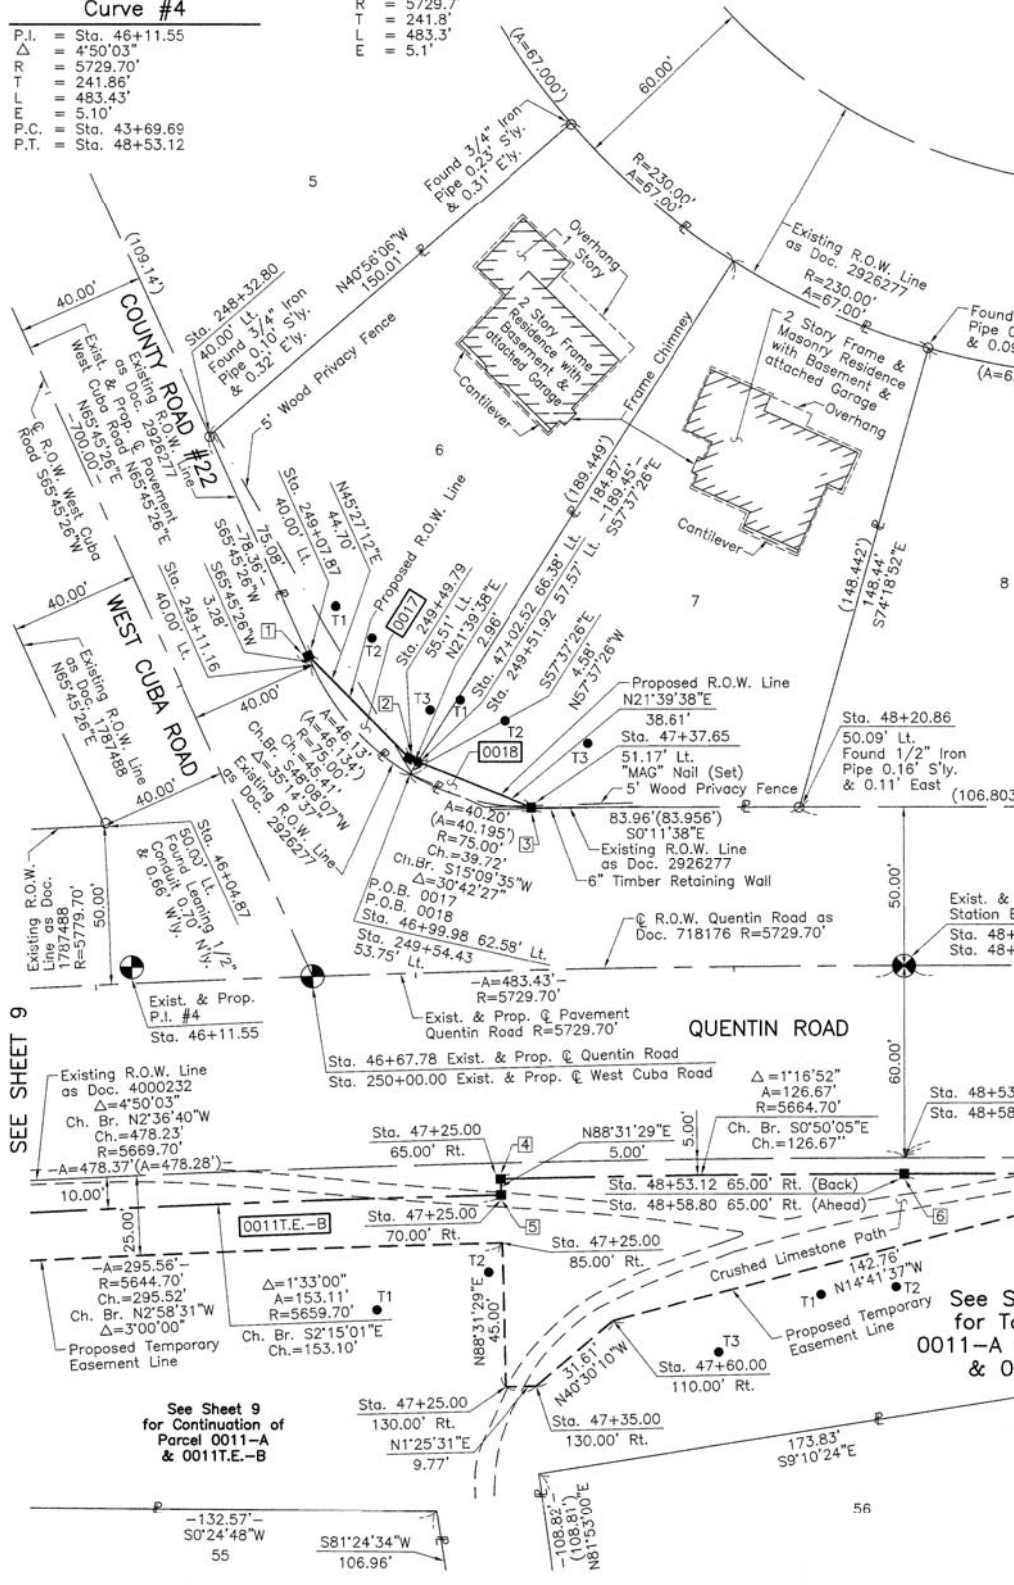 Curve #4
P.I. = Sta. 46+11.55
△ = 4°50'03"
R = 5729.70'
T = 241.86'
L = 483.43'
E = 5.10'
P.C. = Sta. 43+69.69
P.T. = Sta. 48+53.12
R = 5729.7'
T = 241.8'
L = 483.3'
E = 5.1'
(A=67.000')
60.00'
5
Found 3/4" Iron
Pipe 0.23' S'ly.
& 0.31' E'ly.
R=230.00'
A=67.00'
N40°56'06"W
150.01'
Overhang
1 Story
2 Story Frame
Residence with
Basement &
attached Garage
Cantilever
Existing R.O.W. Line
as Doc. 2926277
R=230.00'
A=67.00'
2 Story Frame &
Masonry Residence
with Basement &
attached Garage
Overhang
Cantilever
Frame Chimney
Found
Pipe 0
& 0.09
(A=6
(109.14')
40.00'
COUNTY ROAD #22
Sta. 248+32.80
40.00' Lt.
Found 3/4" Iron
Pipe 0.10' S'ly.
& 0.32' E'ly.
5' Wood Privacy Fence
6
Existing R.O.W. Line
as Doc. 2926277
Exist. & Prop. ℄ Pavement
West Cuba Road N65°45'26"E
N65°45'26"E
-700.00'-
℄ R.O.W. West Cuba
Road S65°45'26"W
Sta. 249+07.87
40.00' Lt.
N45°27'12"E
44.70'
Proposed R.O.W. Line
75.08'
-78.36'-
S65°45'26"W
S65°45'26"W
3.28'
Sta. 249+11.16
40.00' Lt.
(189.449')
184.87'
-189.45'-
S57°37'26"E
(148.442')
148.44'
S74°18'52"E
8
7
40.00'
WEST CUBA ROAD
Existing R.O.W. Line
as Doc. 1787488
N65°45'26"E
1
T1
T2
0017
Sta. 249+49.79
55.51' Lt.
N21°39'38"E
2.96'
Sta. 47+02.52 66.38' Lt.
Sta. 249+51.92 57.57' Lt.
S57°37'26"E
4.58'
N57°37'26"W
2
T3
T1
T2
T3
0018
Proposed R.O.W. Line
N21°39'38"E
38.61'
Sta. 47+37.65
51.17' Lt.
"MAG" Nail (Set)
5' Wood Privacy Fence
Sta. 48+20.86
50.09' Lt.
Found 1/2" Iron
Pipe 0.16' S'ly.
& 0.11' East
(106.803
40.00'
40.00'
A=46.13'
(A=46.134')
R=75.00'
Ch.=45.41'
Ch.Br. S48°08'07"W
△=35°14'37"
Existing R.O.W. Line
as Doc. 2926277
A=40.20'
(A=40.195')
R=75.00'
Ch.=39.72'
Ch.Br. S15°09'35"W
△=30°42'27"
P.O.B. 0017
P.O.B. 0018
Sta. 46+99.98 62.58' Lt.
Sta. 249+54.43
53.75' Lt.
3
83.96'(83.956')
S0°11'38"E
Existing R.O.W. Line
as Doc. 2926277
6" Timber Retaining Wall
Existing R.O.W.
Line as Doc.
1787488
R=5779.70'
50.00'
Sta. 46+04.87
50.00' Lt.
Found Leaning 1/2"
Conduit 0.70' N'ly.
& 0.66' W'ly.
℄ R.O.W. Quentin Road as
Doc. 718176 R=5729.70'
50.00'
Exist. &
Station E
Sta. 48+
Sta. 48+
Exist. & Prop.
P.I. #4
Sta. 46+11.55
-A=483.43'-
R=5729.70'
Exist. & Prop. ℄ Pavement
Quentin Road R=5729.70'
QUENTIN ROAD
SEE SHEET 9
Sta. 46+67.78 Exist. & Prop. ℄ Quentin Road
Sta. 250+00.00 Exist. & Prop. ℄ West Cuba Road
60.00'
Existing R.O.W. Line
as Doc. 4000232
△=4°50'03"
Ch. Br. N2°36'40"W
Ch.=478.23'
R=5669.70'
-A=478.37'(A=478.28')-
10.00'
25.00
△=1°16'52"
A=126.67'
R=5664.70'
Ch. Br. S0°50'05"E
Ch.=126.67''
5.00'
Sta. 48+53
Sta. 48+58
Sta. 47+25.00
65.00' Rt.
4
N88°31'29"E
5.00'
Sta. 48+53.12 65.00' Rt. (Back)
Sta. 48+58.80 65.00' Rt. (Ahead)
6
0011T.E.-B
Sta. 47+25.00
70.00' Rt.
5
Sta. 47+25.00
85.00' Rt.
-A=295.56'-
R=5644.70'
Ch.=295.52'
Ch. Br. N2°58'31"W
△=3°00'00"
Proposed Temporary
Easement Line
△=1°33'00"
A=153.11'
R=5659.70'
Ch. Br. S2°15'01"E
Ch.=153.10'
T1
T2
N88°31'29"E
45.00'
Crushed Limestone Path
142.76'
N14°41'37"W
T1
T2
Proposed Temporary
Easement Line
See S
for To
0011-A
& 0
31.61'
N40°30'10"W
T3
Sta. 47+60.00
110.00' Rt.
See Sheet 9
for Continuation of
Parcel 0011-A
& 0011T.E.-B
Sta. 47+25.00
130.00' Rt.
N1°25'31"E
9.77'
Sta. 47+35.00
130.00' Rt.
173.83'
S9°10'24"E
-108.82'-
(108.81')
N81°53'00"E
56
-132.57'-
S0°24'48"W
55
S81°24'34"W
106.96'